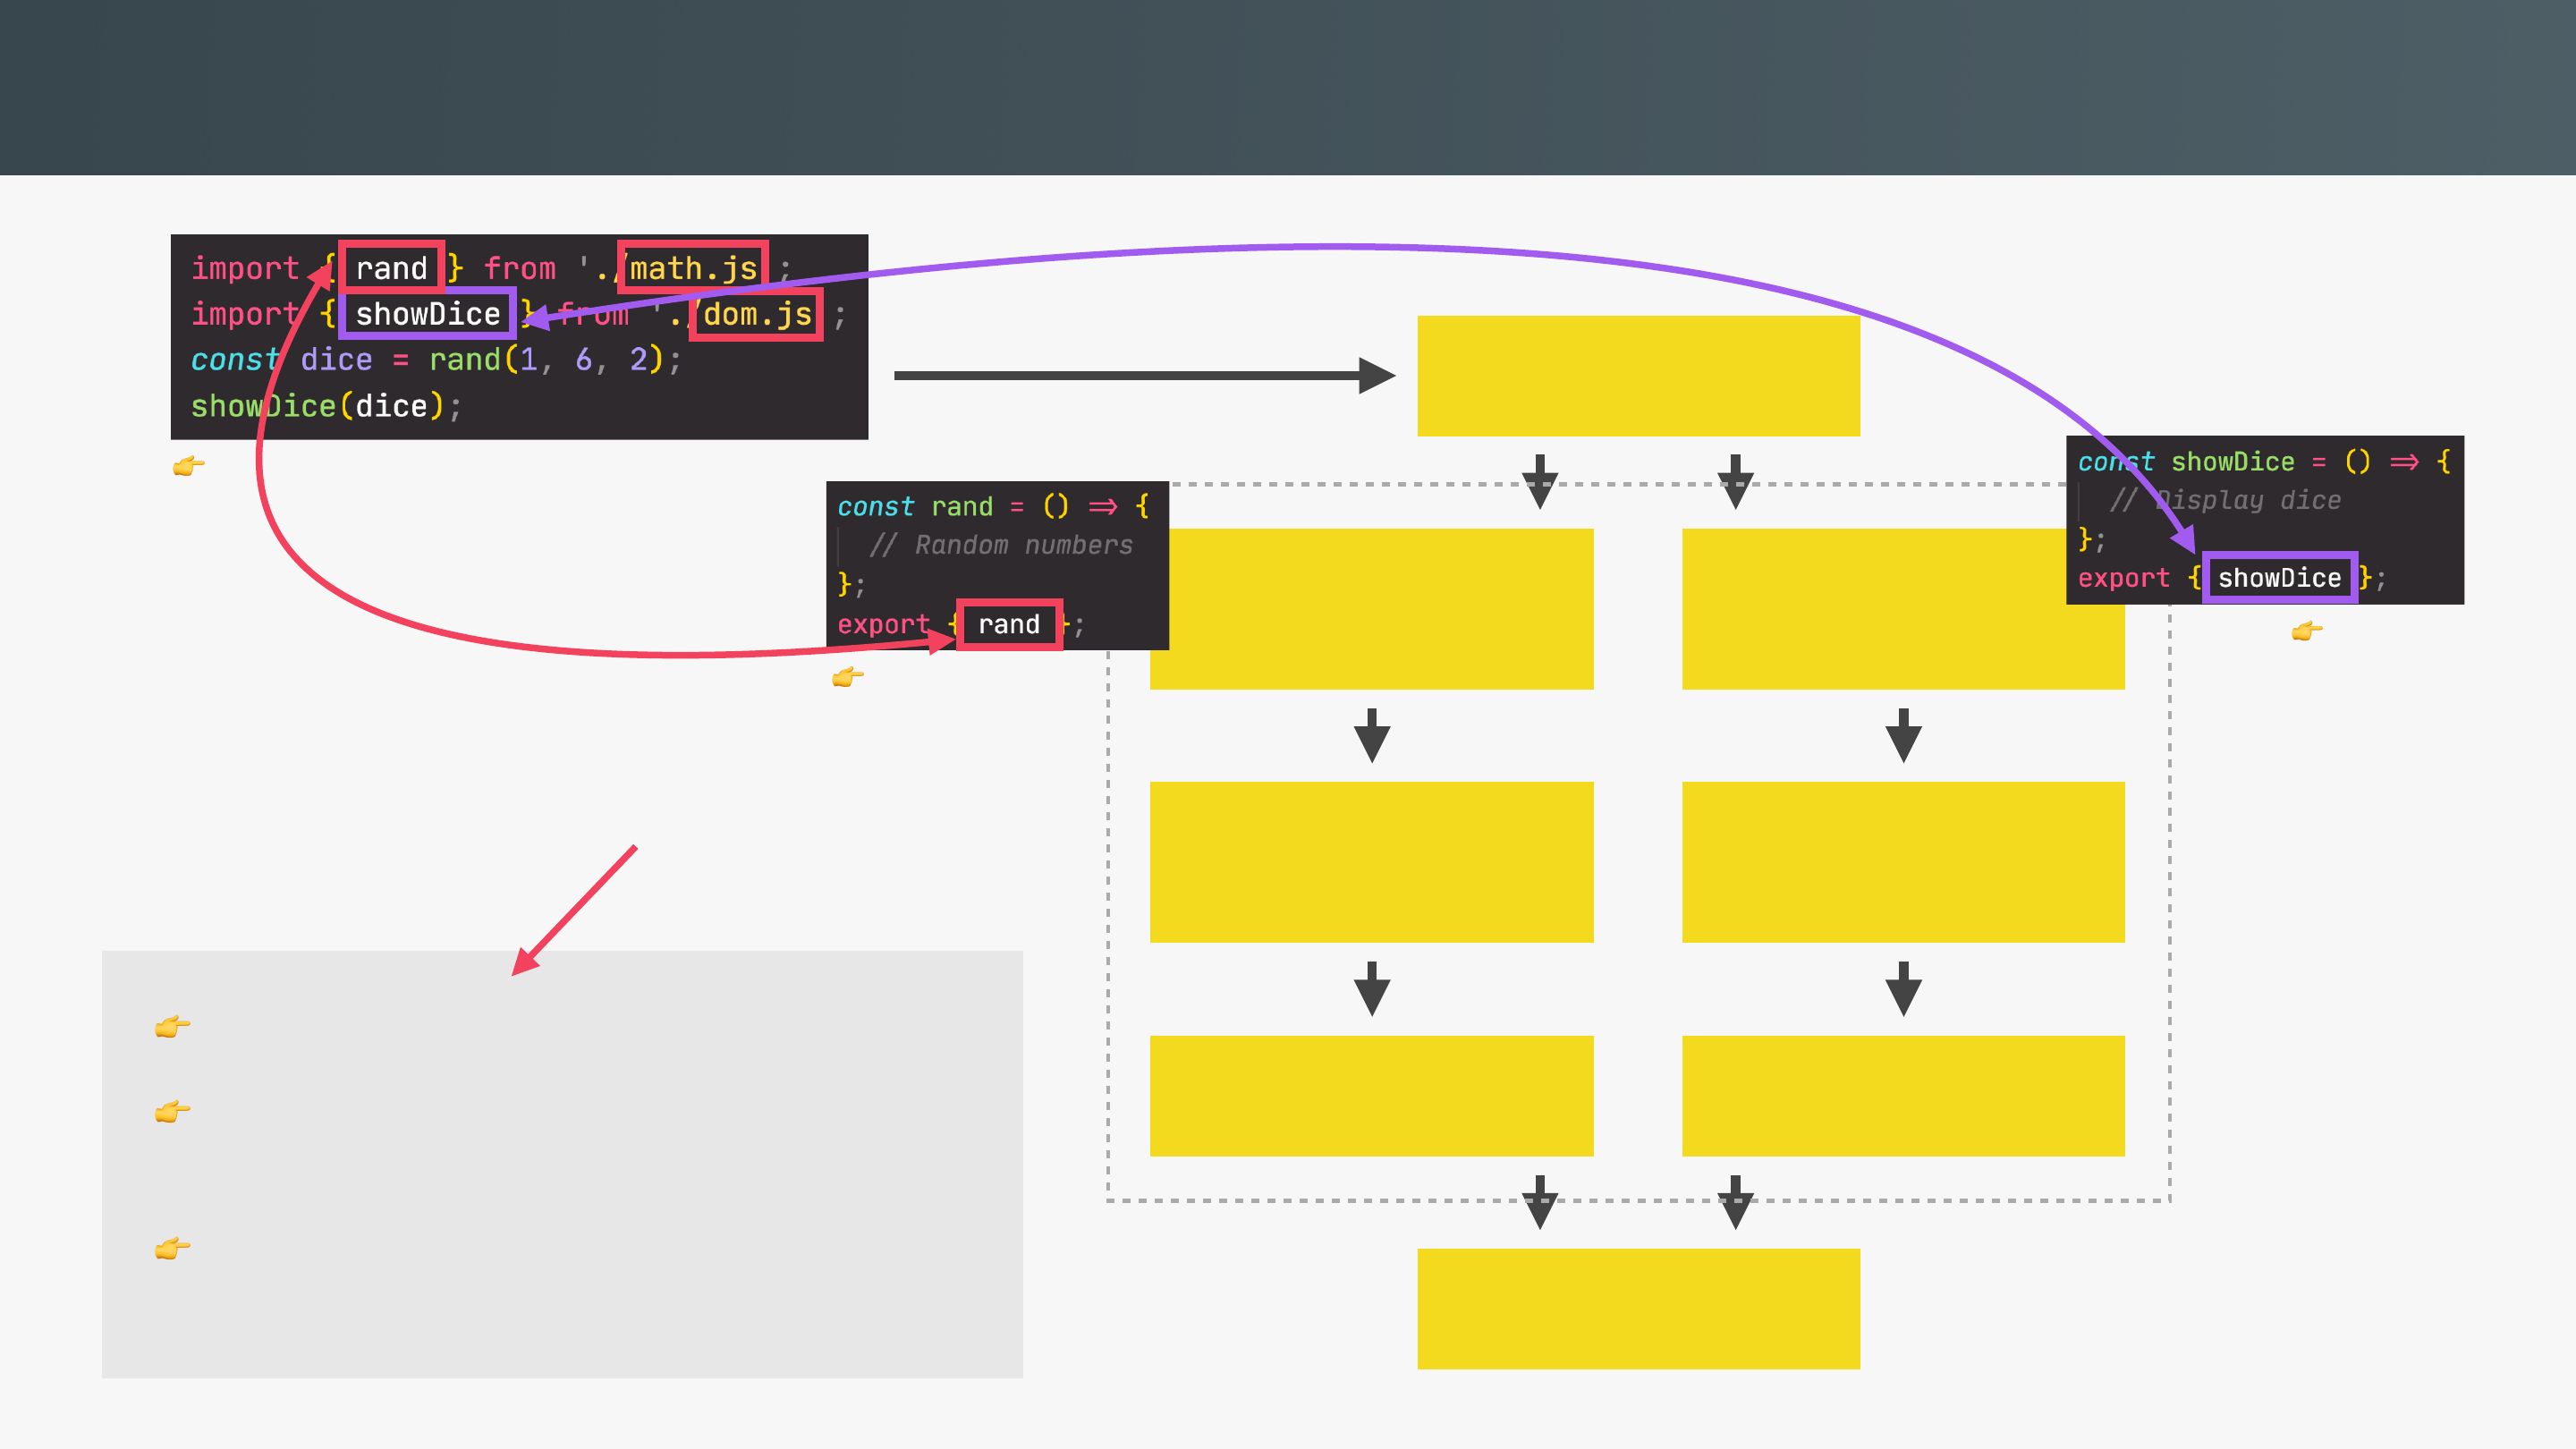 import { rand } from './math.js ;
import { showDice } from './dom.js ;
const dice = rand(1, 6, 2);
showDice(dice);
const rand = () => {
// Random numbers
};
export { rand };
const showDice = () => {
// Display dice
};
export { showDice };